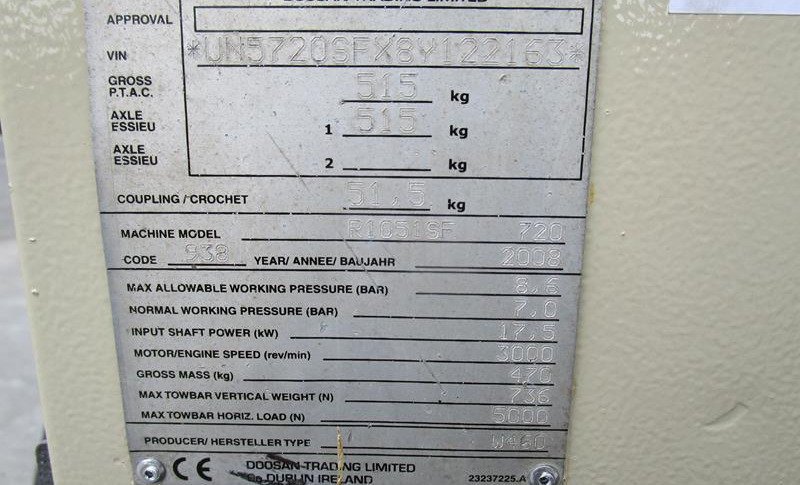 DOOSAN TRADING LIMITED
APPROVAL
VIN *UN5720SFX8Y122163*
GROSS P.T.A.C. 515 kg
AXLE ESSIEU 1 515 kg
AXLE ESSIEU 2 kg
COUPLING / CROCHET 51,5 kg
MACHINE MODEL R1651SF 720
CODE 938 YEAR/ ANNEE/ BAUJAHR 2008
MAX ALLOWABLE WORKING PRESSURE (BAR) 8,6
NORMAL WORKING PRESSURE (BAR) 7,0
INPUT SHAFT POWER (kW) 17,5
MOTOR/ENGINE SPEED (rev/min) 3000
GROSS MASS (kg) 470
MAX TOWBAR VERTICAL WEIGHT (N) 736
MAX TOWBAR HORIZ. LOAD (N) 5000
PRODUCER/ HERSTELLER TYPE W460
CE DOOSAN TRADING LIMITED
DUBLIN IRELAND 23237225.A